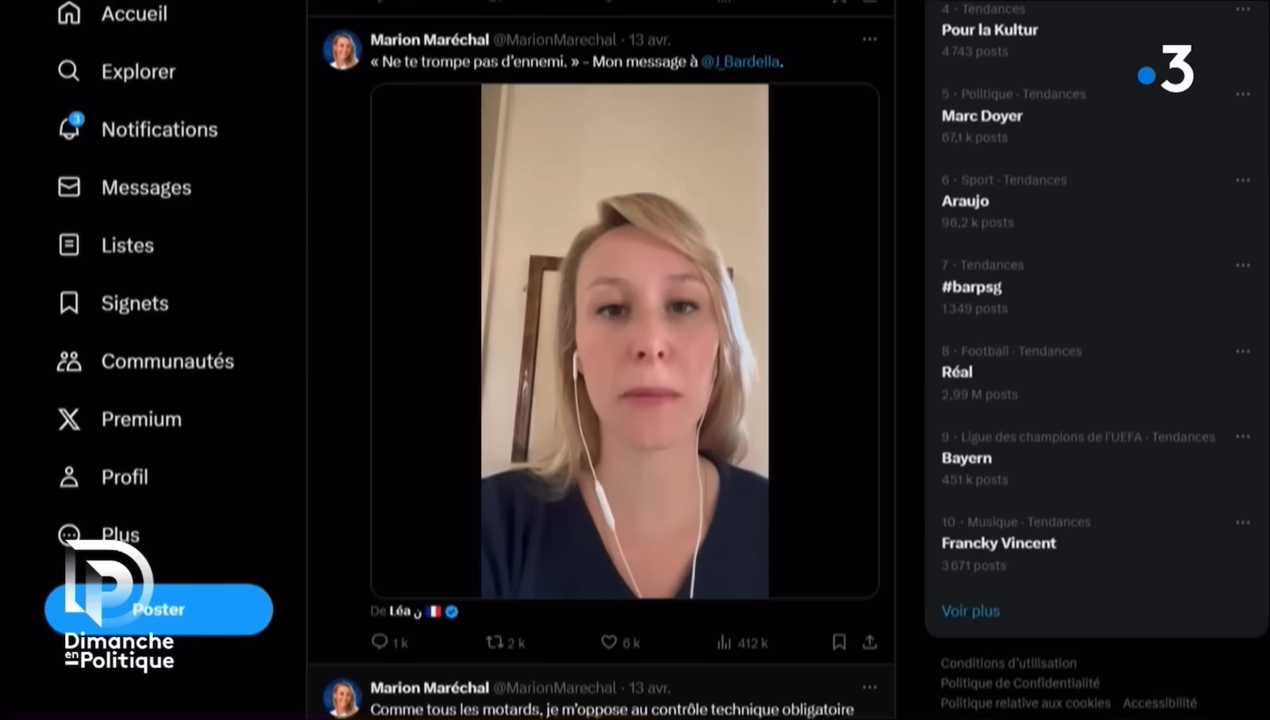 Accueil
Explorer
3
Notifications
Messages
Listes
Signets
Communautés
Premium
Profil
Plus
Poster
Dimanche
en Politique
Marion Maréchal @MarionMarechal · 13 avr.
« Ne te trompe pas d'ennemi. » - Mon message à @J_Bardella.
De Léa ن
1 k
2 k
6 k
412 k
Marion Maréchal @MarionMarechal · 13 avr.
Comme tous les motards, je m'oppose au contrôle technique obligatoire
4 · Tendances
Pour la Kultur
4 743 posts
3
5 · Politique · Tendances
Marc Doyer
67,1 k posts
6 · Sport · Tendances
Araujo
96,2 k posts
7 · Tendances
#barpsg
1 349 posts
8 · Football · Tendances
Réal
2,99 M posts
9 · Ligue des champions de l'UEFA · Tendances
Bayern
451 k posts
10 · Musique · Tendances
Francky Vincent
3 671 posts
Voir plus
Conditions d'utilisation
Politique de Confidentialité
Politique relative aux cookies Accessibilité